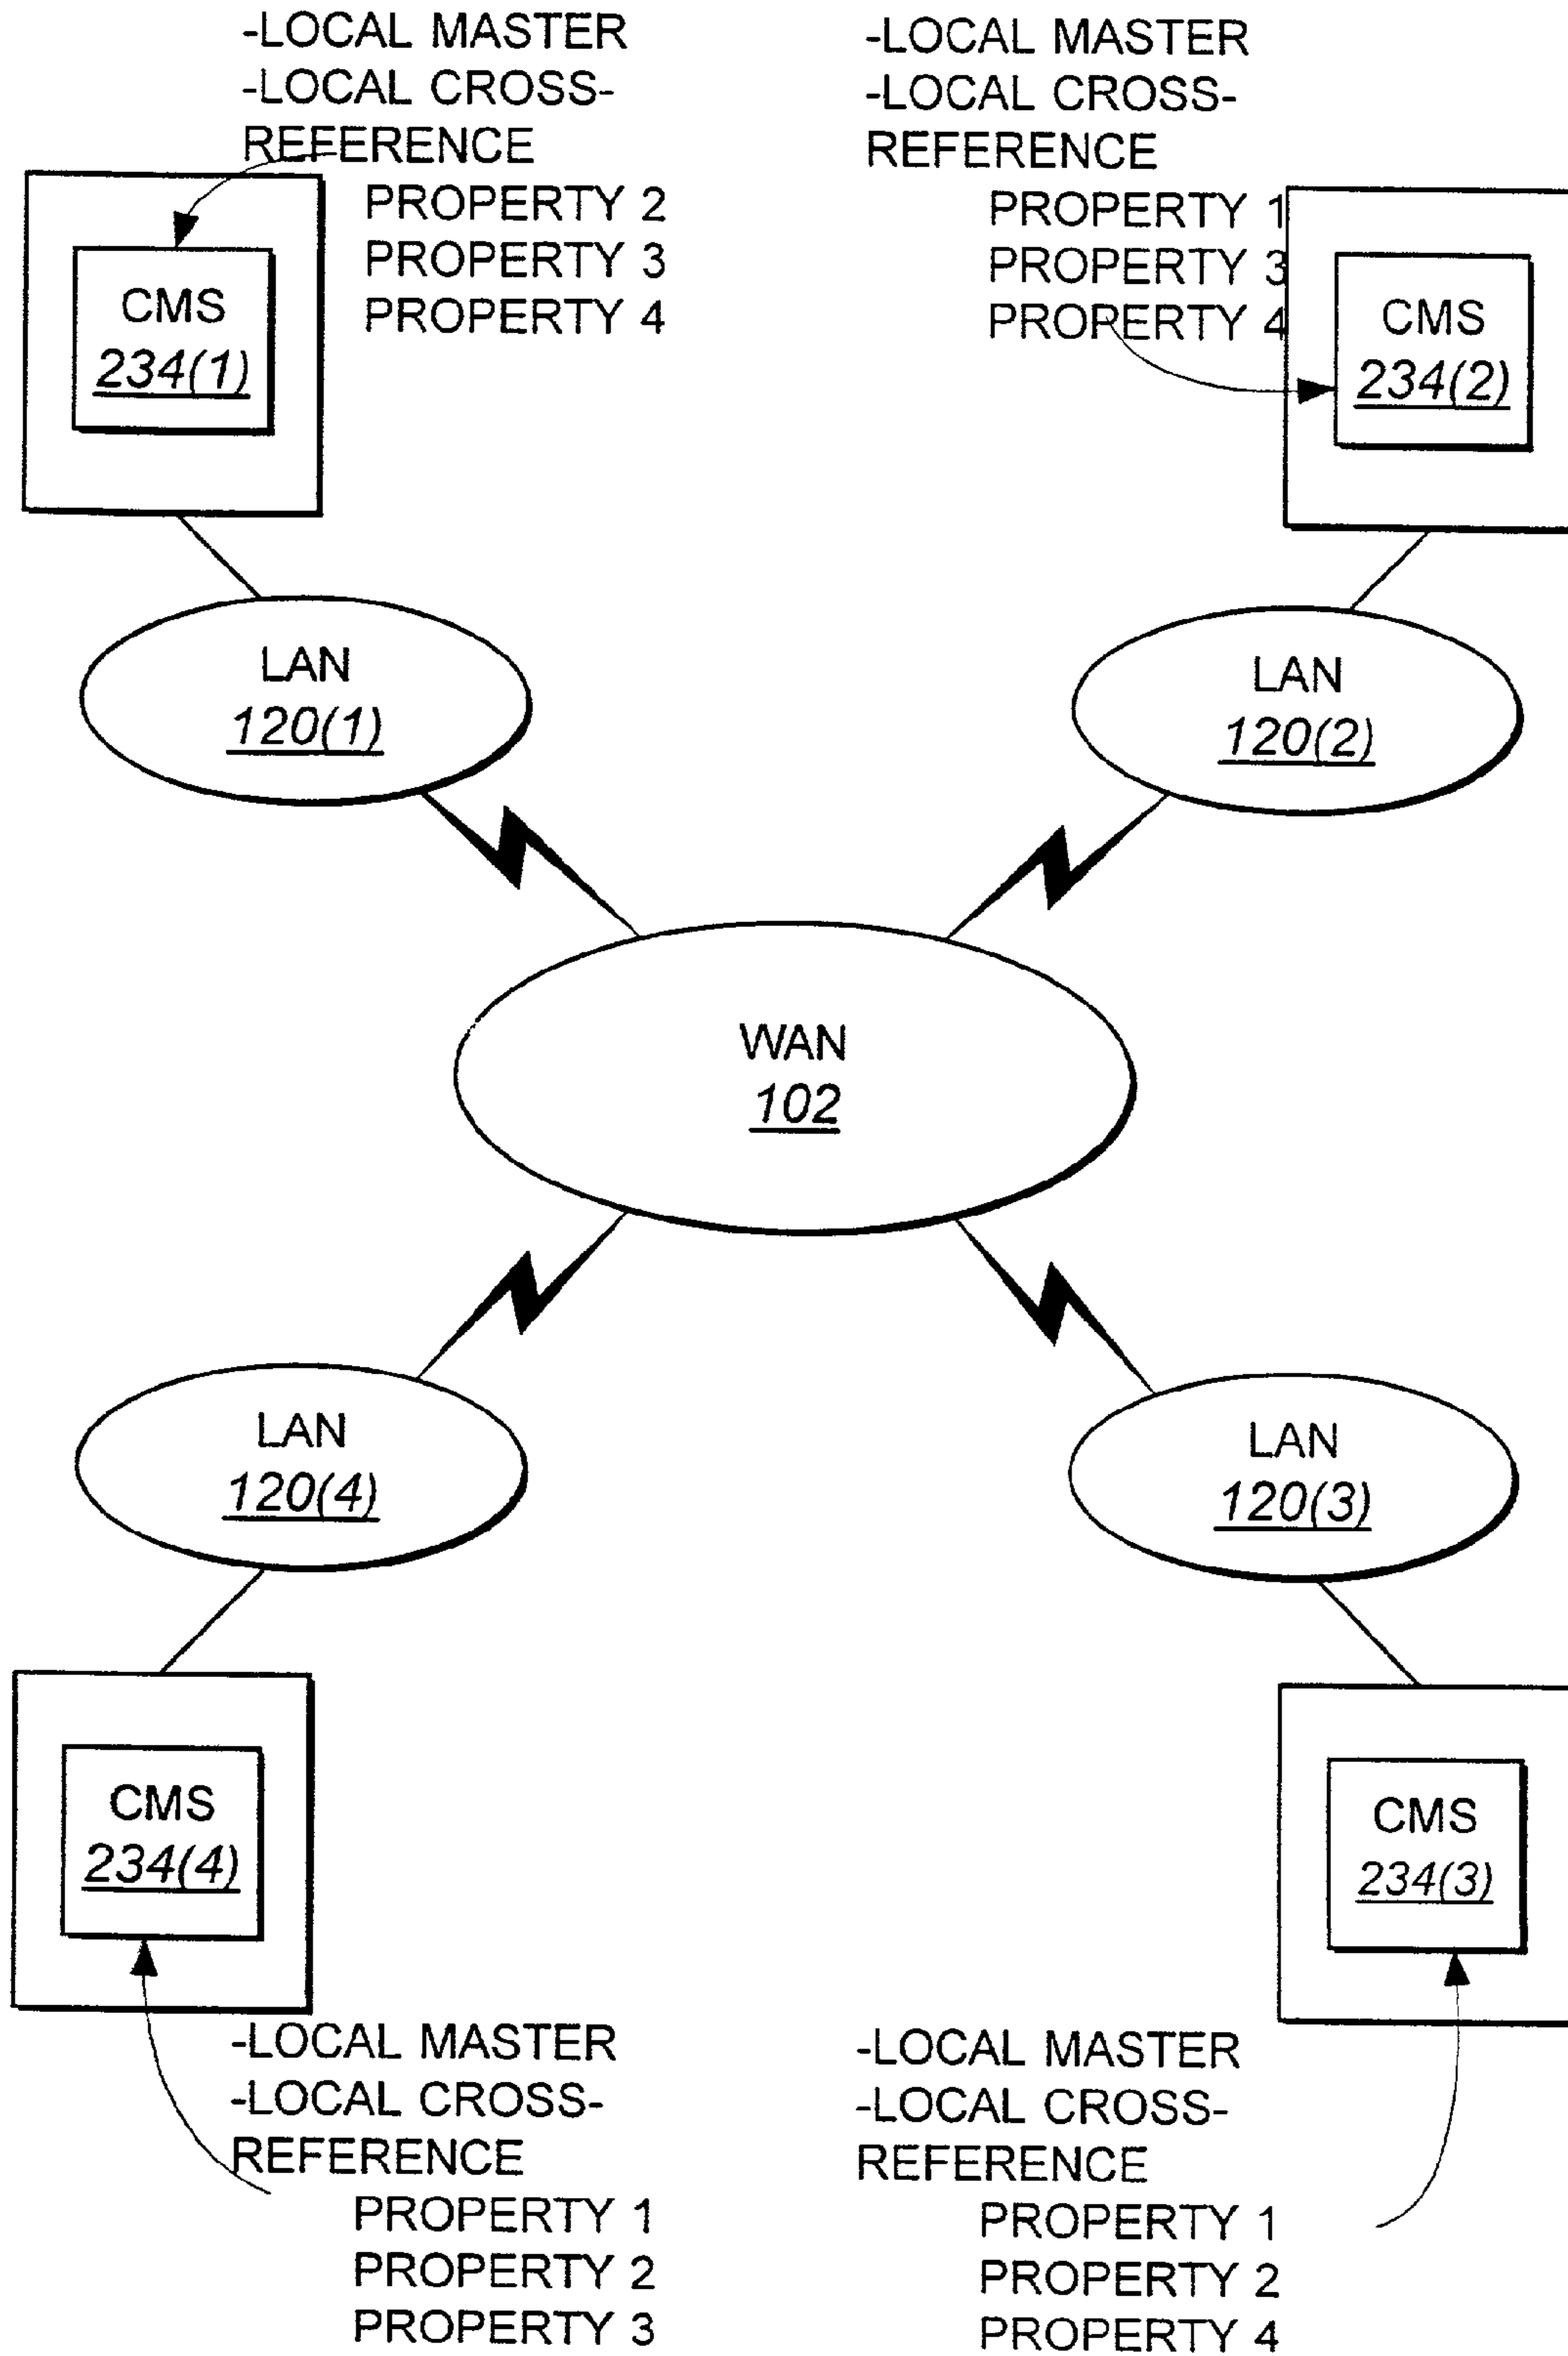 -LOCAL MASTER
-LOCAL CROSS-
REFERENCE
PROPERTY 2
PROPERTY 3
PROPERTY 4
CMS
234(1)
-LOCAL MASTER
-LOCAL CROSS-
REFERENCE
PROPERTY 1
PROPERTY 3
PROPERTY 4
CMS
234(2)
LAN
120(1)
LAN
120(2)
WAN
102
LAN
120(4)
LAN
120(3)
CMS
234(4)
CMS
234(3)
-LOCAL MASTER
-LOCAL CROSS-
REFERENCE
PROPERTY 1
PROPERTY 2
PROPERTY 3
-LOCAL MASTER
-LOCAL CROSS-
REFERENCE
PROPERTY 1
PROPERTY 2
PROPERTY 4